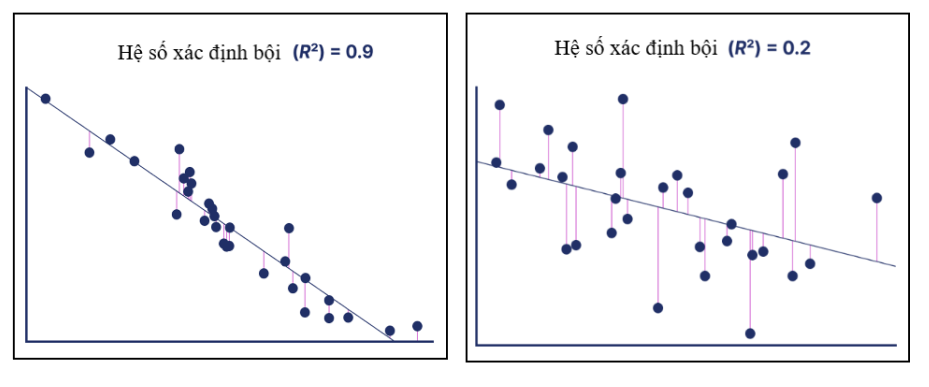 Hệ số xác định bội (R²) = 0.9
Hệ số xác định bội (R²) = 0.2